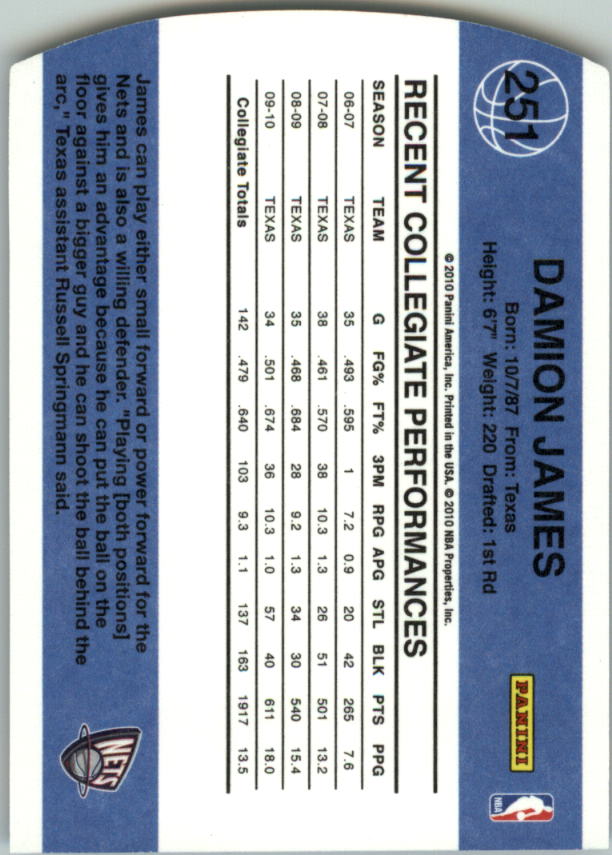 251
DAMION JAMES
Born: 10/7/87 From: Texas
Height: 6'7" Weight: 220 Drafted: 1st Rd
PANINI
NBA
© 2010 Panini America, Inc. Printed in the USA. © 2010 NBA Properties, Inc.
RECENT COLLEGIATE PERFORMANCES
SEASON TEAM G FG% FT% 3PM RPG APG STL BLK PTS PPG
06-07 TEXAS 35 .493 .595 1 7.2 0.9 20 42 265 7.6
07-08 TEXAS 38 .461 .570 38 10.3 1.3 26 51 501 13.2
08-09 TEXAS 35 .468 .684 28 9.2 1.3 34 30 540 15.4
09-10 TEXAS 34 .501 .674 36 10.3 1.0 57 40 611 18.0
Collegiate Totals 142 .479 .640 103 9.3 1.1 137 163 1917 13.5
James can play either small forward or power forward for the
Nets and is also a willing defender. "Playing [both positions]
gives him an advantage because he can put the ball on the
floor against a bigger guy and he can shoot the ball behind the
arc," Texas assistant Russell Springmann said.
NETS